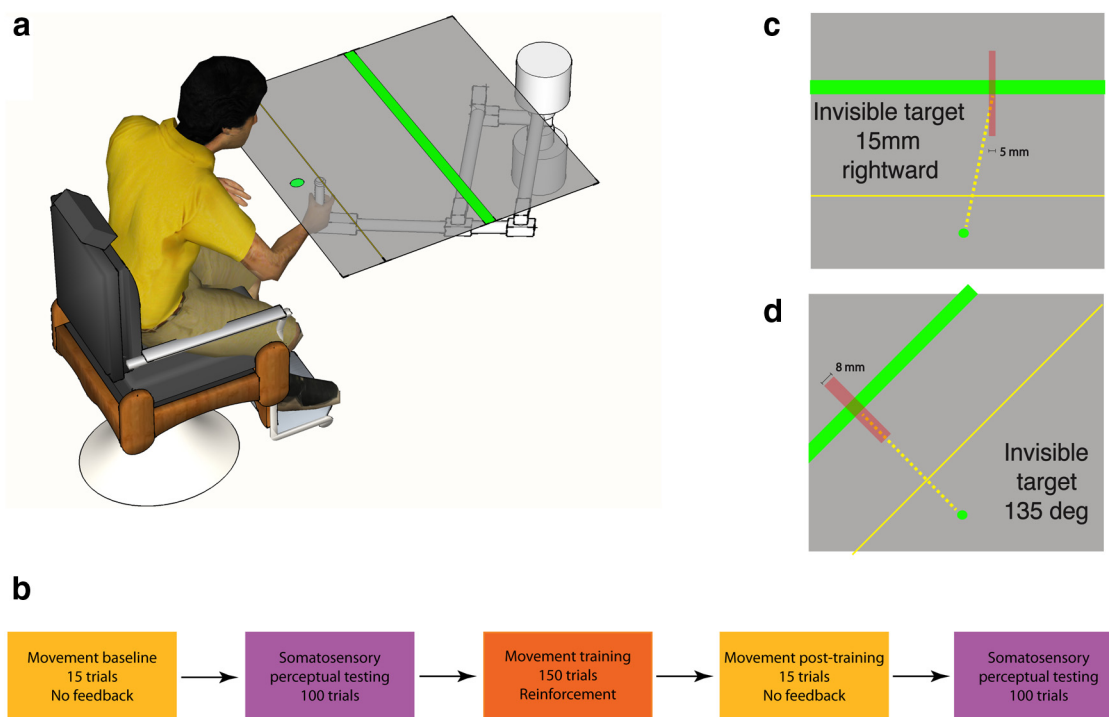 a
c
Invisible target
15mm
rightward
5 mm
d
8 mm
Invisible
target
135 deg
b
Movement baseline
15 trials
No feedback
Somatosensory
perceptual testing
100 trials
Movement training
150 trials
Reinforcement
Movement post-training
15 trials
No feedback
Somatosensory
perceptual testing
100 trials